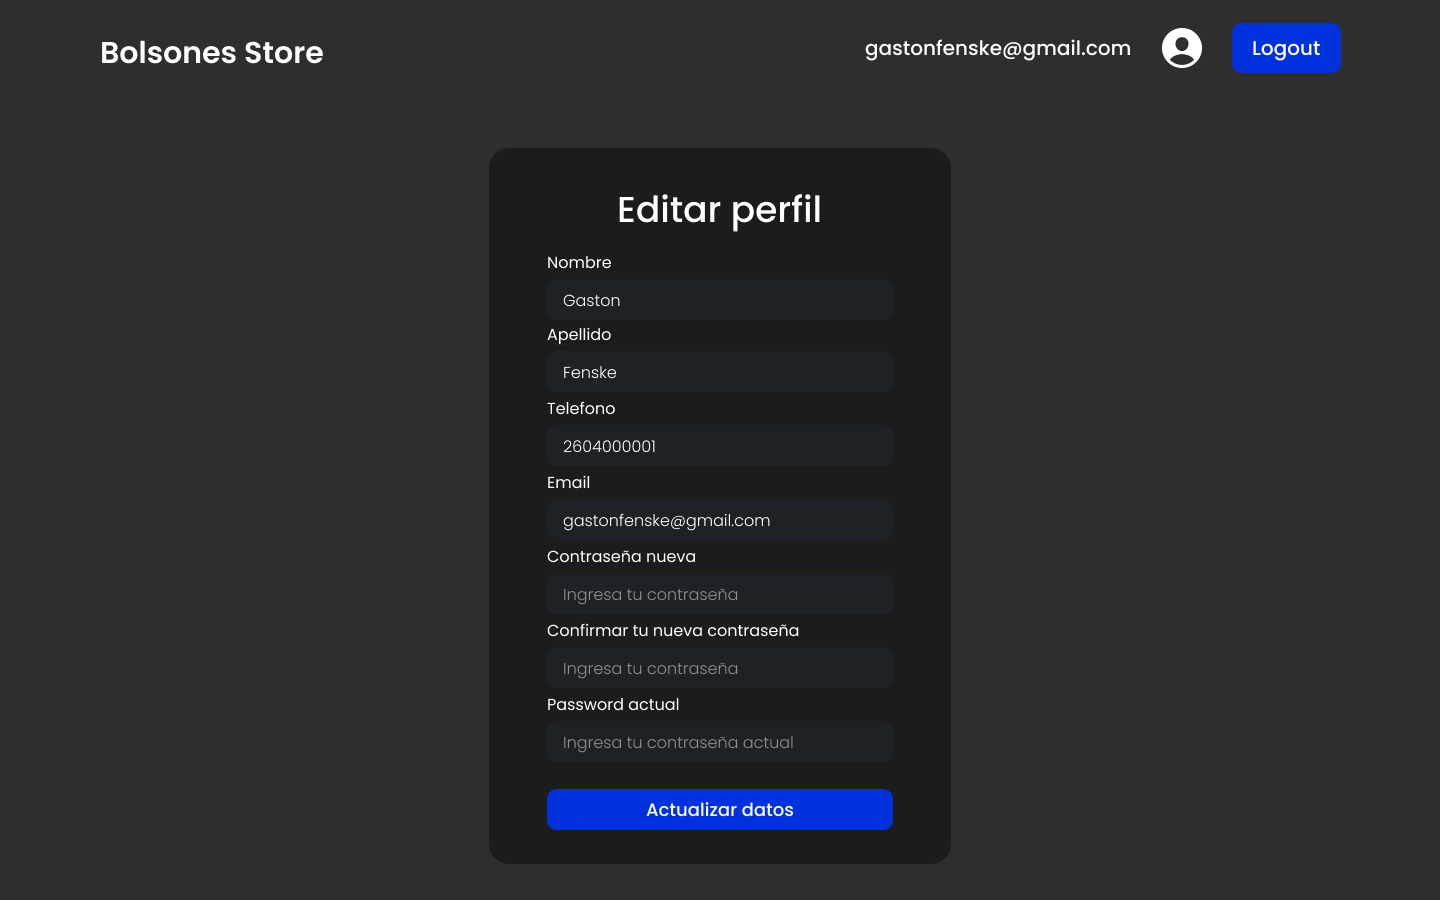 Bolsones Store
gastonfenske@gmail.com
Logout
Editar perfil
Nombre
Gaston
Apellido
Fenske
Telefono
2604000001
Email
gastonfenske@gmail.com
Contraseña nueva
Ingresa tu contraseña
Confirmar tu nueva contraseña
Ingresa tu contraseña
Password actual
Ingresa tu contraseña actual
Actualizar datos